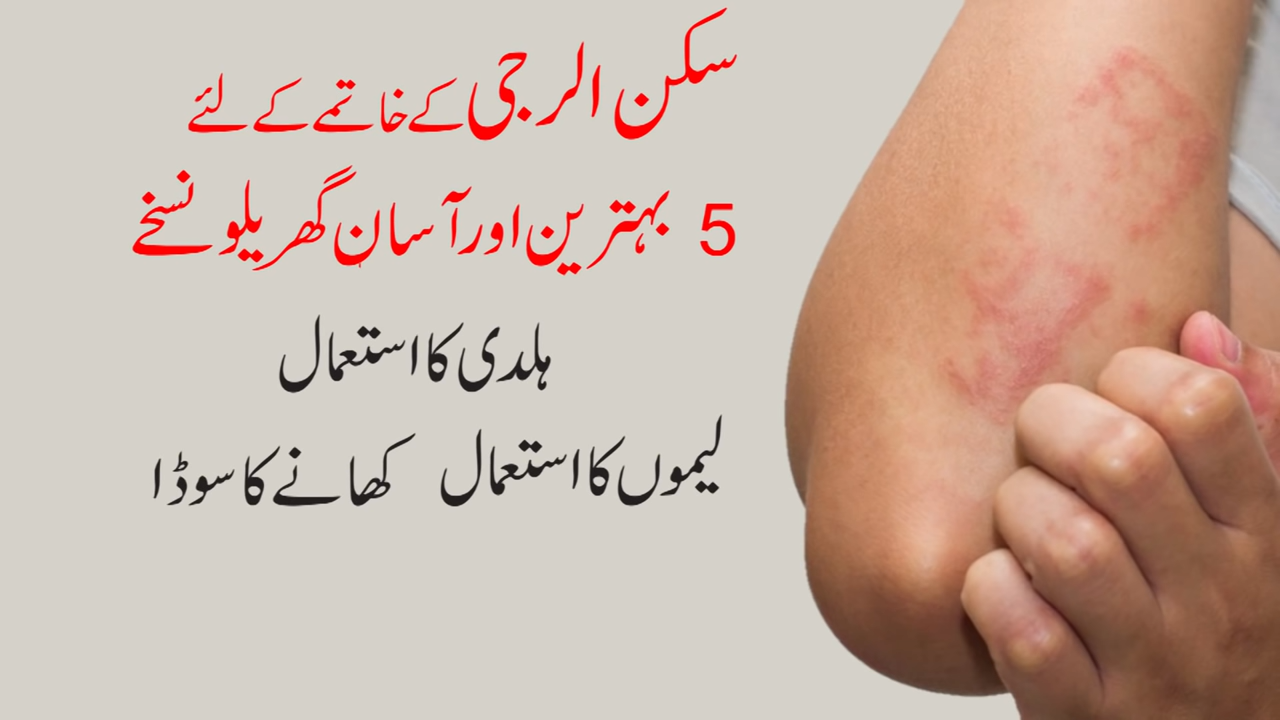 سکن الرجی کے خاتمے کے لئے
5 بہترین اور آسان گھریلو نسخے
ہلدی کا استعمال
لیموں کا استعمال کھانے کا سوڈا